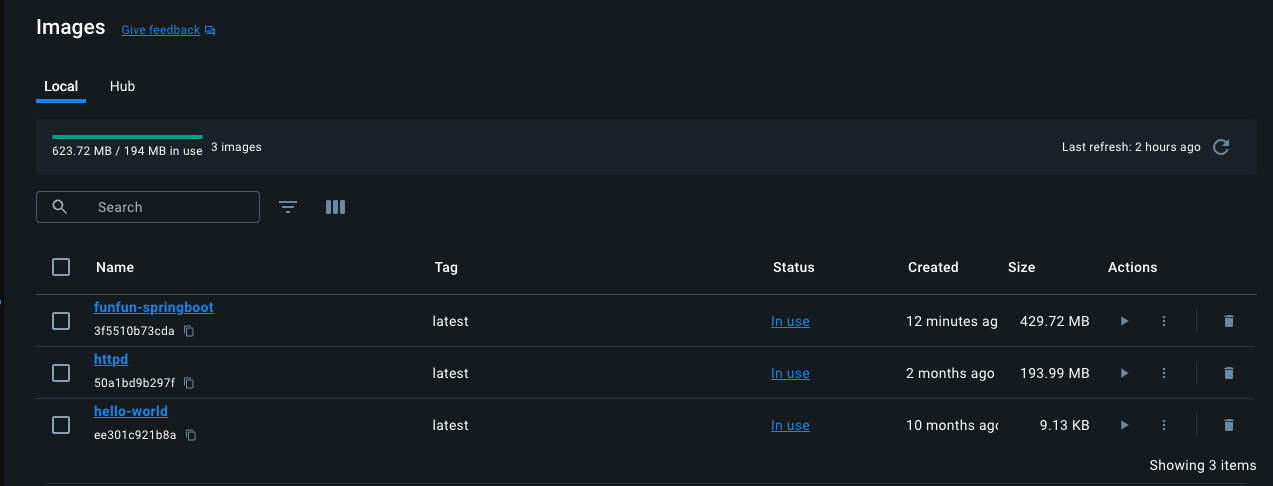 Images Give feedback
Local Hub
623.72 MB / 194 MB in use 3 images Last refresh: 2 hours ago
Search
Name Tag Status Created Size Actions
funfun-springboot
3f5510b73cda latest In use 12 minutes ag 429.72 MB
httpd
50a1bd9b297f latest In use 2 months ago 193.99 MB
hello-world
ee301c921b8a latest In use 10 months ago 9.13 KB
Showing 3 items